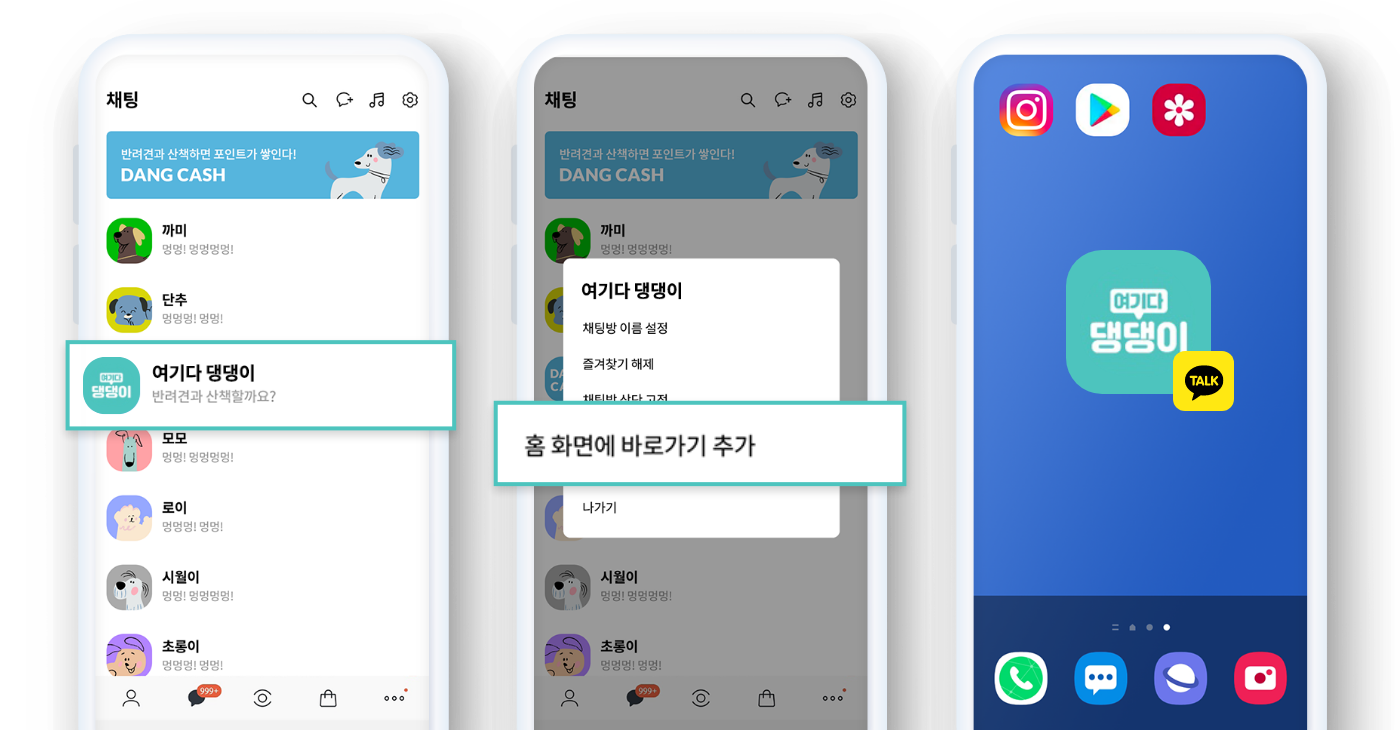 채팅
반려견과 산책하면 포인트가 쌓인다!
DANG CASH
까미
멍멍! 멍멍멍멍!
단추
멍멍멍! 멍멍!
여기다
댕댕이
여기다 댕댕이
반려견과 산책할까요?
모모
멍멍! 멍멍멍멍!
로이
멍멍멍! 멍멍!
시월이
멍멍! 멍멍멍멍!
초롱이
멍멍멍! 멍멍!
999+
채팅
반려견과 산책하면 포인트가 쌓인다!
DANG CASH
까미
멍멍! 멍멍멍멍!
여기다 댕댕이
채팅방 이름 설정
즐겨찾기 해제
채팅방 상단 고정
홈 화면에 바로가기 추가
나가기
시월이
멍멍! 멍멍멍멍!
초롱이
멍멍멍! 멍멍!
999+
여기다
댕댕이
TALK